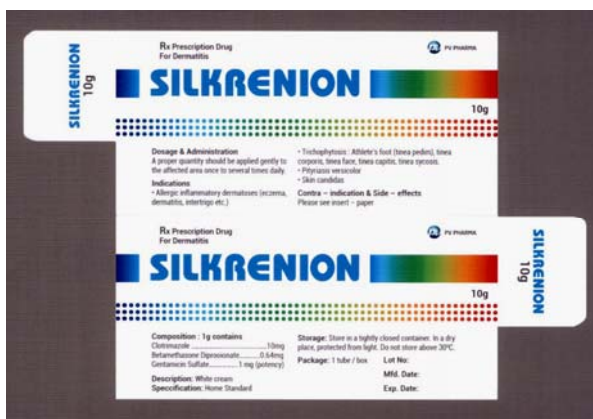 SILKRENION
10g
Rx Prescription Drug
For Dermatitis
PV PHARMA
SILKRENION
10g
Dosage & Administration
A proper quantity should be applied gently to
the affected area once to several times daily.
Indications
• Allergic inflammatory dermatoses (eczema,
dermatitis, intertrigo etc.)
• Trichophytosis : Athlete's foot (tinea pedim), tinea
corporis, tinea face, tinea capitis, tinea sycosis.
• Pityriasis versicolor
• Skin candidas
Contra – indication & Side – effects
Please see insert – paper
Rx Prescription Drug
For Dermatitis
PV PHARMA
SILKRENION
10g
SILKRENION
10g
Composition : 1g contains
Clotrimazole ........................................10mg
Betamethasone Diproxionate..........0.64mg
Gentamicin Sulfate..............1 mg (potency)
Description: White cream
Speccification: Home Standard
Storage: Store in a tightly closed container. In a dry
place, protected from light. Do not store above 30°C.
Package: 1 tube / box
Lot No:
Mfd. Date:
Exp. Date: